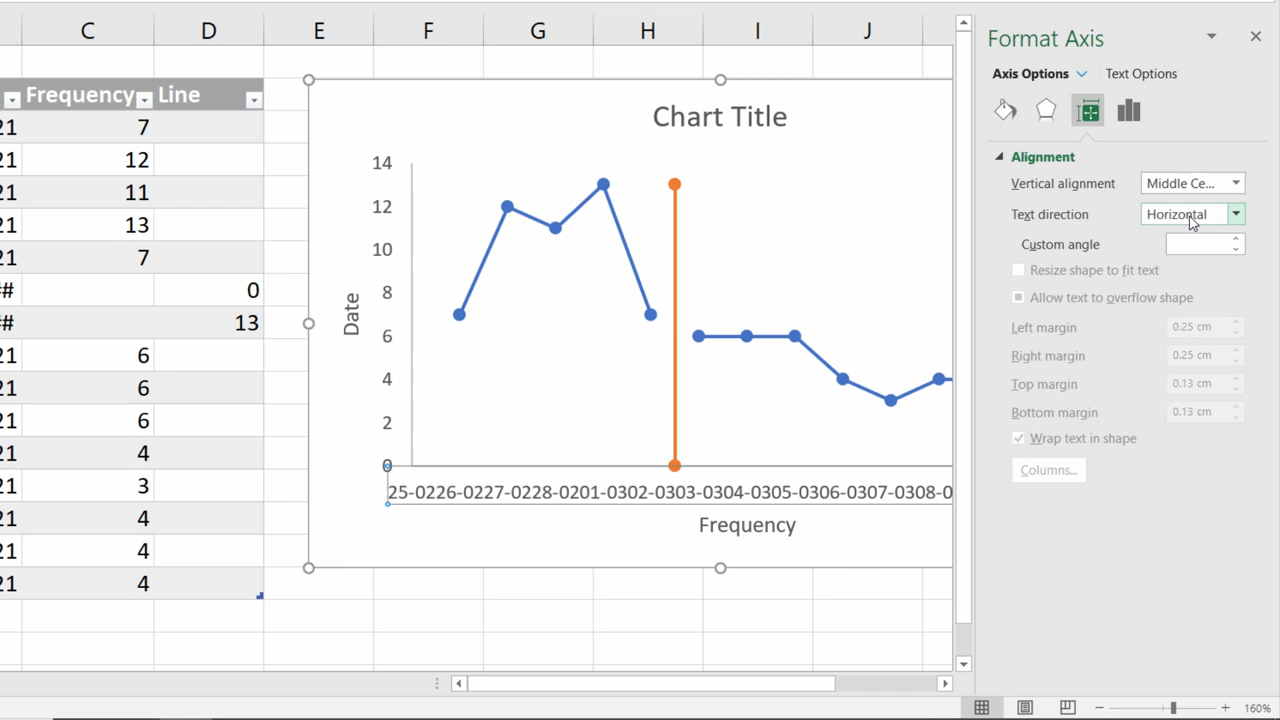 C D E F G H I J
Frequency Line
21 7
21 12
21 11
21 13
21 7
# 0
# 13
21 6
21 6
21 6
21 4
21 3
21 4
21 4
21 4
Chart Title
14
12
10
8
6
4
2
0
Date
25-0226-0227-0228-0201-0302-0303-0304-0305-0306-0307-0308-0
Frequency
Format Axis
Axis Options Text Options
Alignment
Vertical alignment Middle Ce...
Text direction Horizontal
Custom angle
Resize shape to fit text
Allow text to overflow shape
Left margin 0.25 cm
Right margin 0.25 cm
Top margin 0.13 cm
Bottom margin 0.13 cm
Wrap text in shape
Columns...
160%